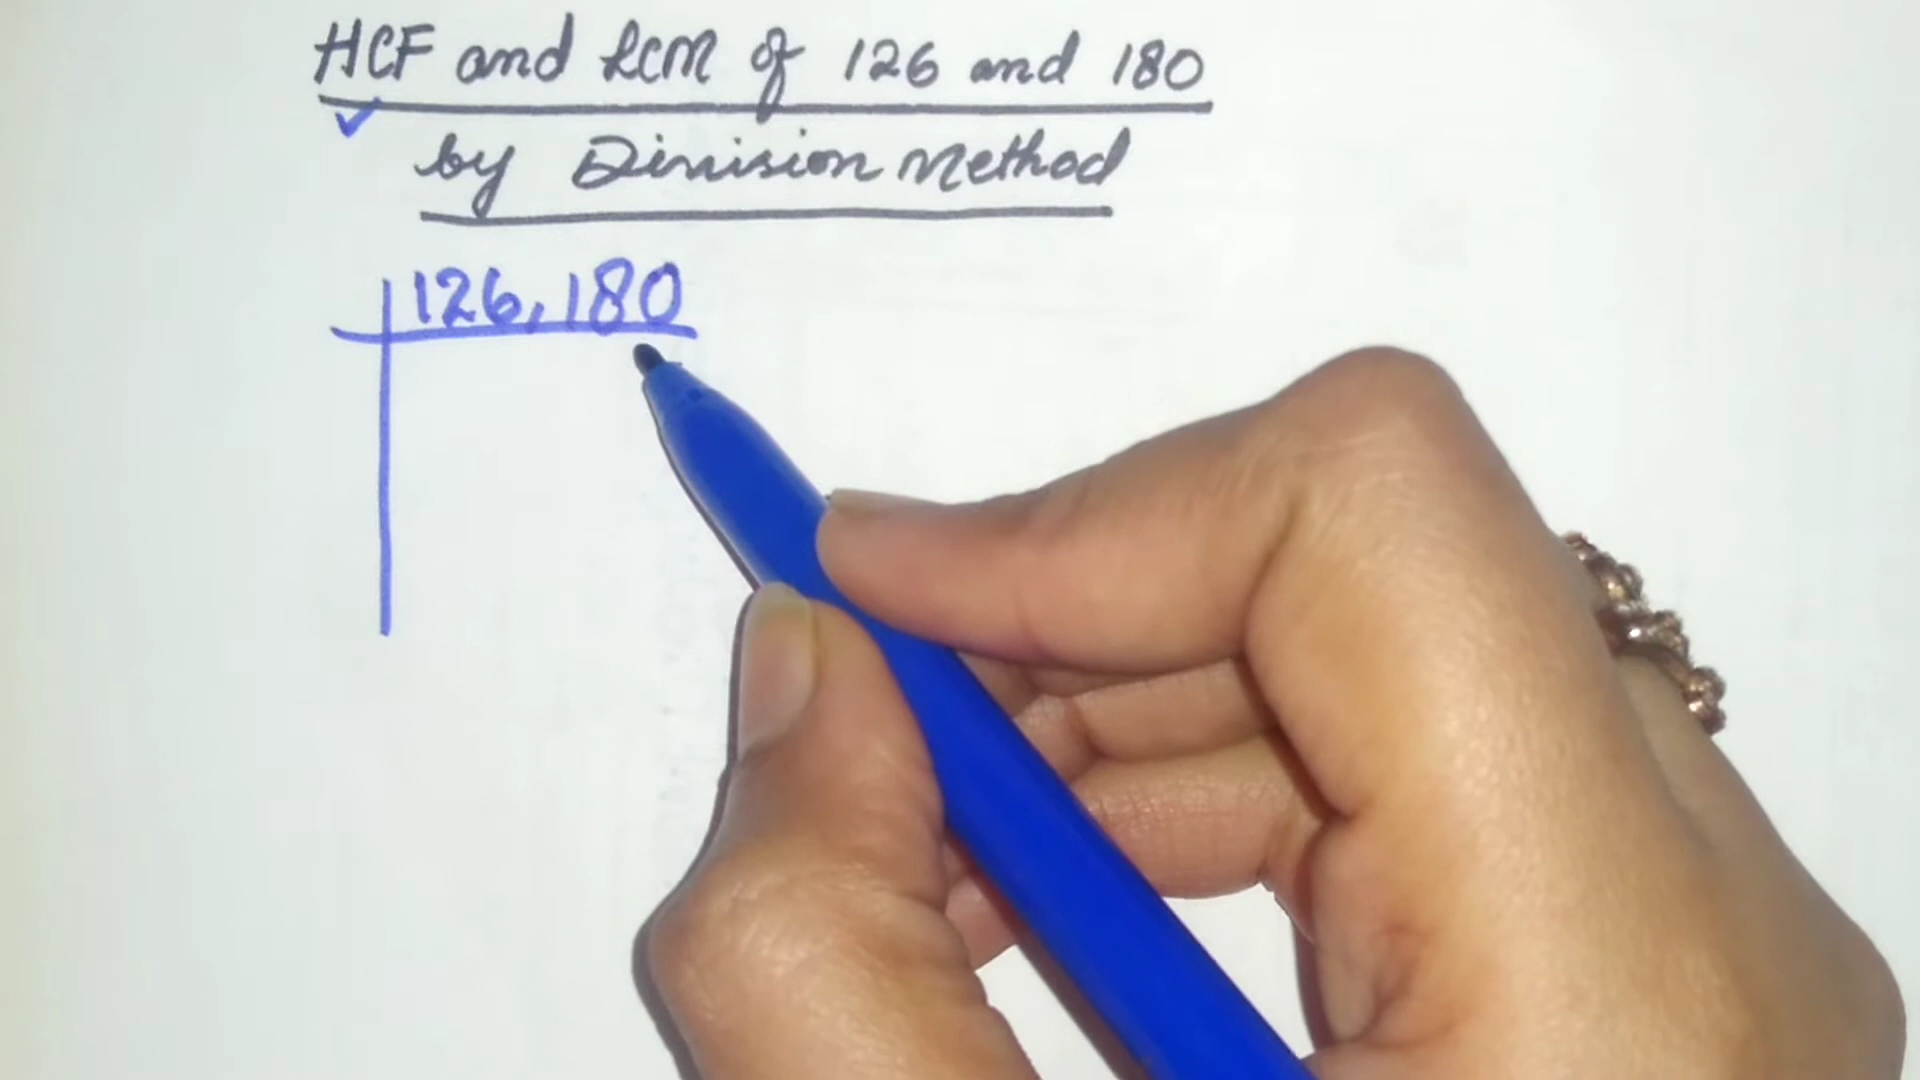 HCF and LCM of 126 and 180
by Division Method
126, 180